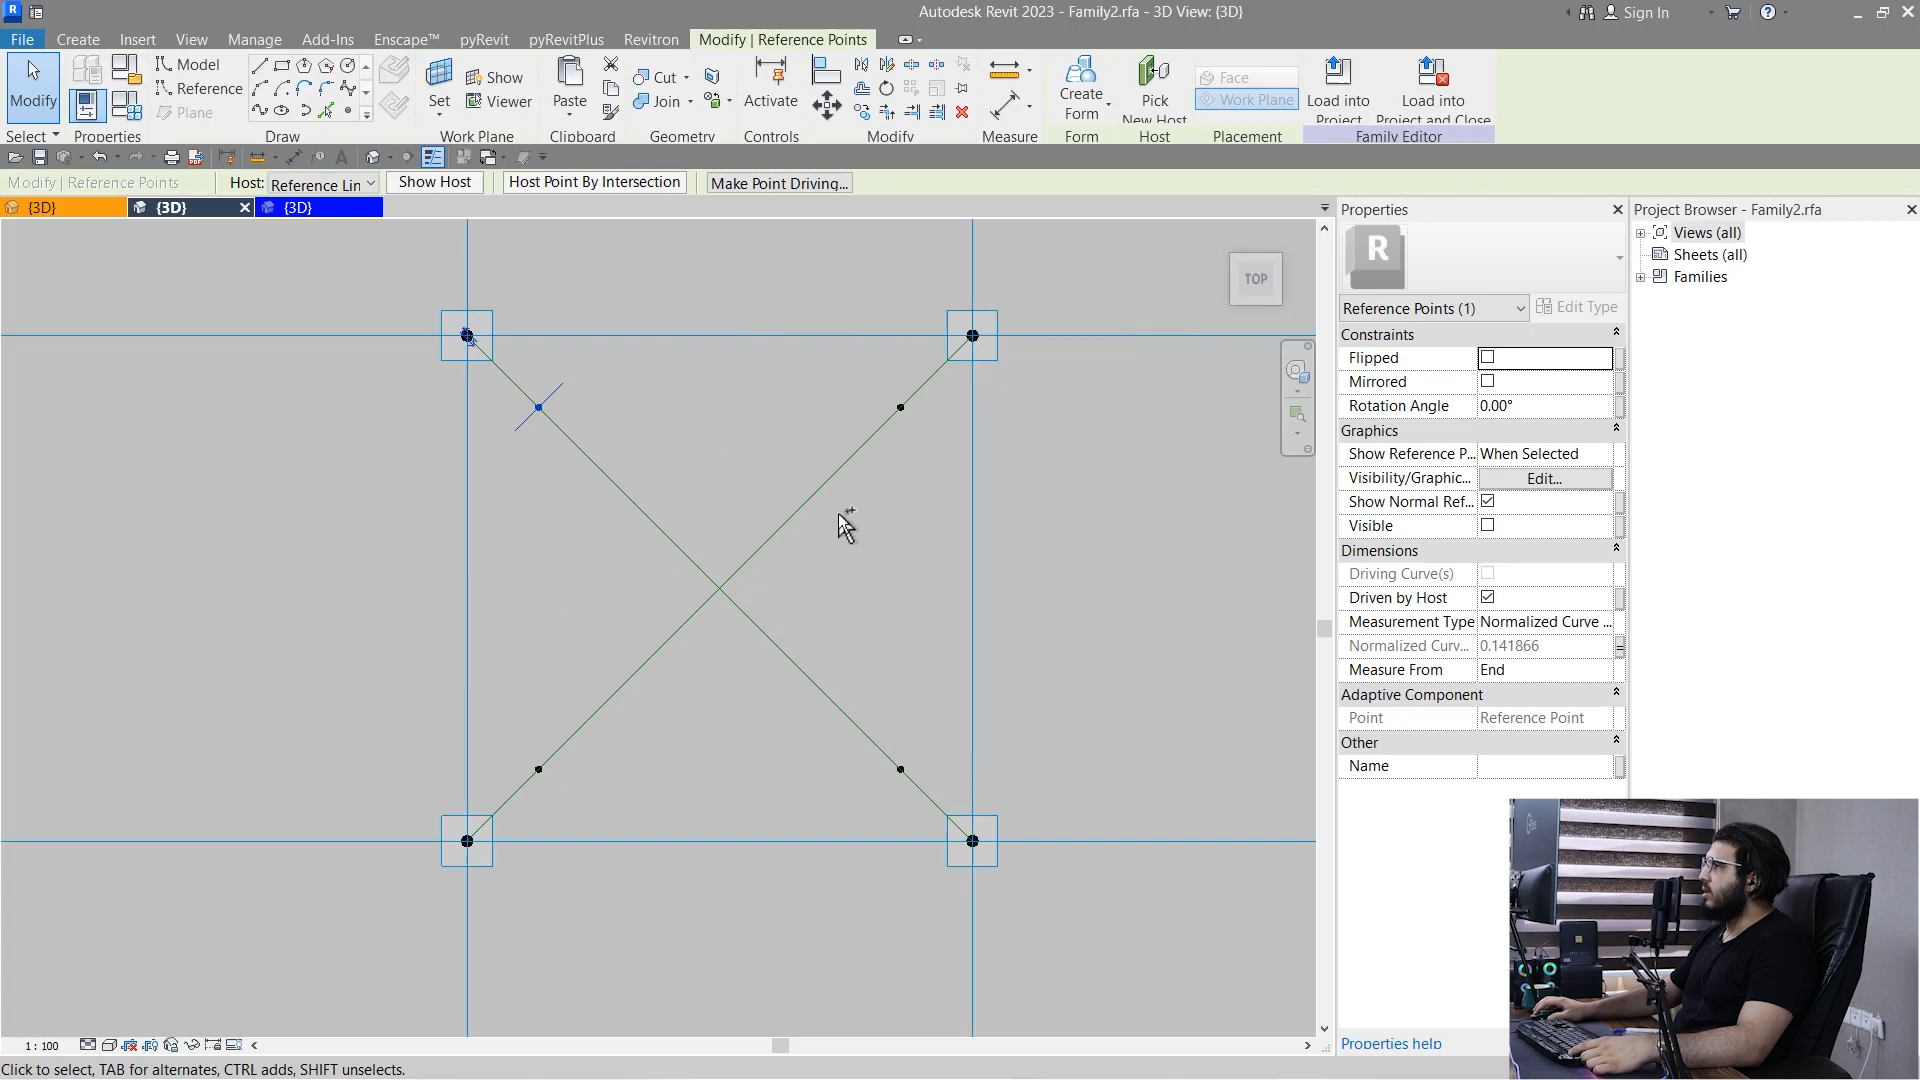 Autodesk Revit 2023 - Family2.rfa - 3D View: {3D}
Sign In
File Create Insert View Manage Add-Ins Enscape™ pyRevit pyRevitPlus Revitron Modify | Reference Points
Modify
Select
Properties
Model
Reference
Plane
Draw
Set
Show
Viewer
Work Plane
Paste
Clipboard
Cut
Join
Geometry
Activate
Controls
Modify
Measure
Create
Form
Form
Pick
New Host
Host
Face
Work Plane
Placement
Load into
Project
Load into
Project and Close
Family Editor
Modify | Reference Points
Host: Reference Lin
Show Host
Host Point By Intersection
Make Point Driving...
{3D}
{3D}
{3D}
TOP
Properties
R
Reference Points (1)
Edit Type
Constraints
Flipped
Mirrored
Rotation Angle 0.00°
Graphics
Show Reference P... When Selected
Visibility/Graphic... Edit...
Show Normal Ref...
Visible
Dimensions
Driving Curve(s)
Driven by Host
Measurement Type Normalized Curve ...
Normalized Curv... 0.141866 =
Measure From End
Adaptive Component
Point Reference Point
Other
Name
Properties help
Project Browser - Family2.rfa
Views (all)
Sheets (all)
Families
1 : 100
Click to select, TAB for alternates, CTRL adds, SHIFT unselects.